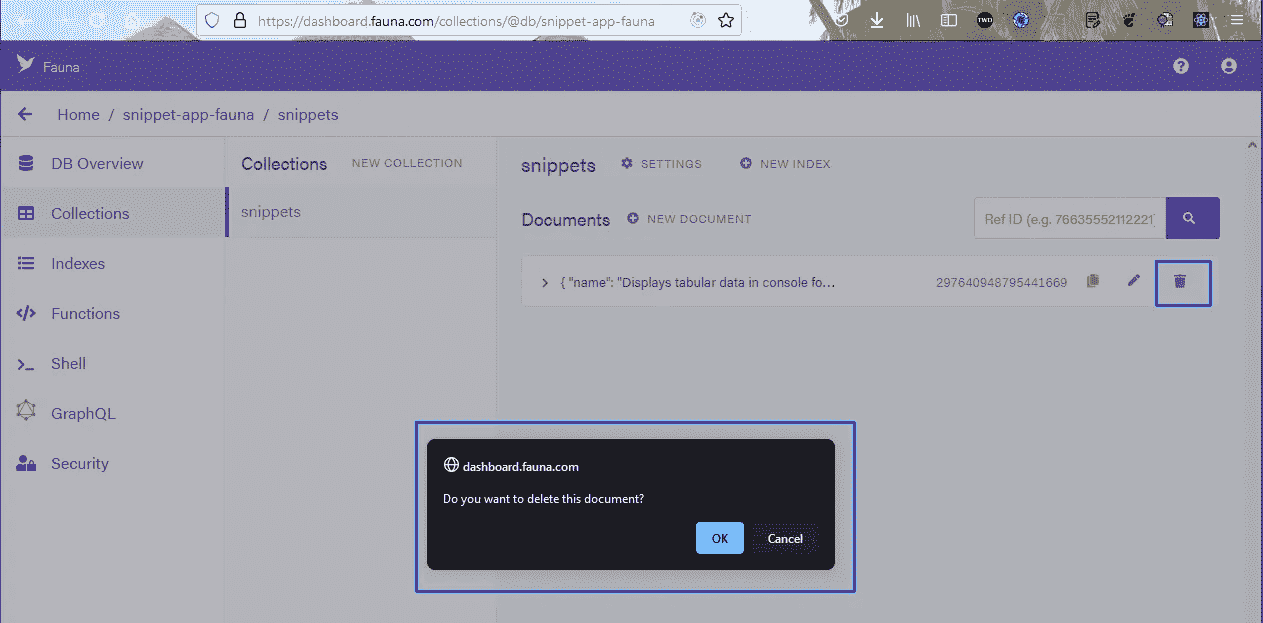 https://dashboard.fauna.com/collections/@db/snippet-app-fauna
TWD
Fauna
Home / snippet-app-fauna / snippets
DB Overview
Collections
Indexes
Functions
Shell
GraphQL
Security
Collections NEW COLLECTION
snippets
snippets SETTINGS NEW INDEX
Documents NEW DOCUMENT
Ref ID (e.g. 76635552112221)
{ "name": "Displays tabular data in console fo... 297640948795441669
dashboard.fauna.com
Do you want to delete this document?
OK Cancel